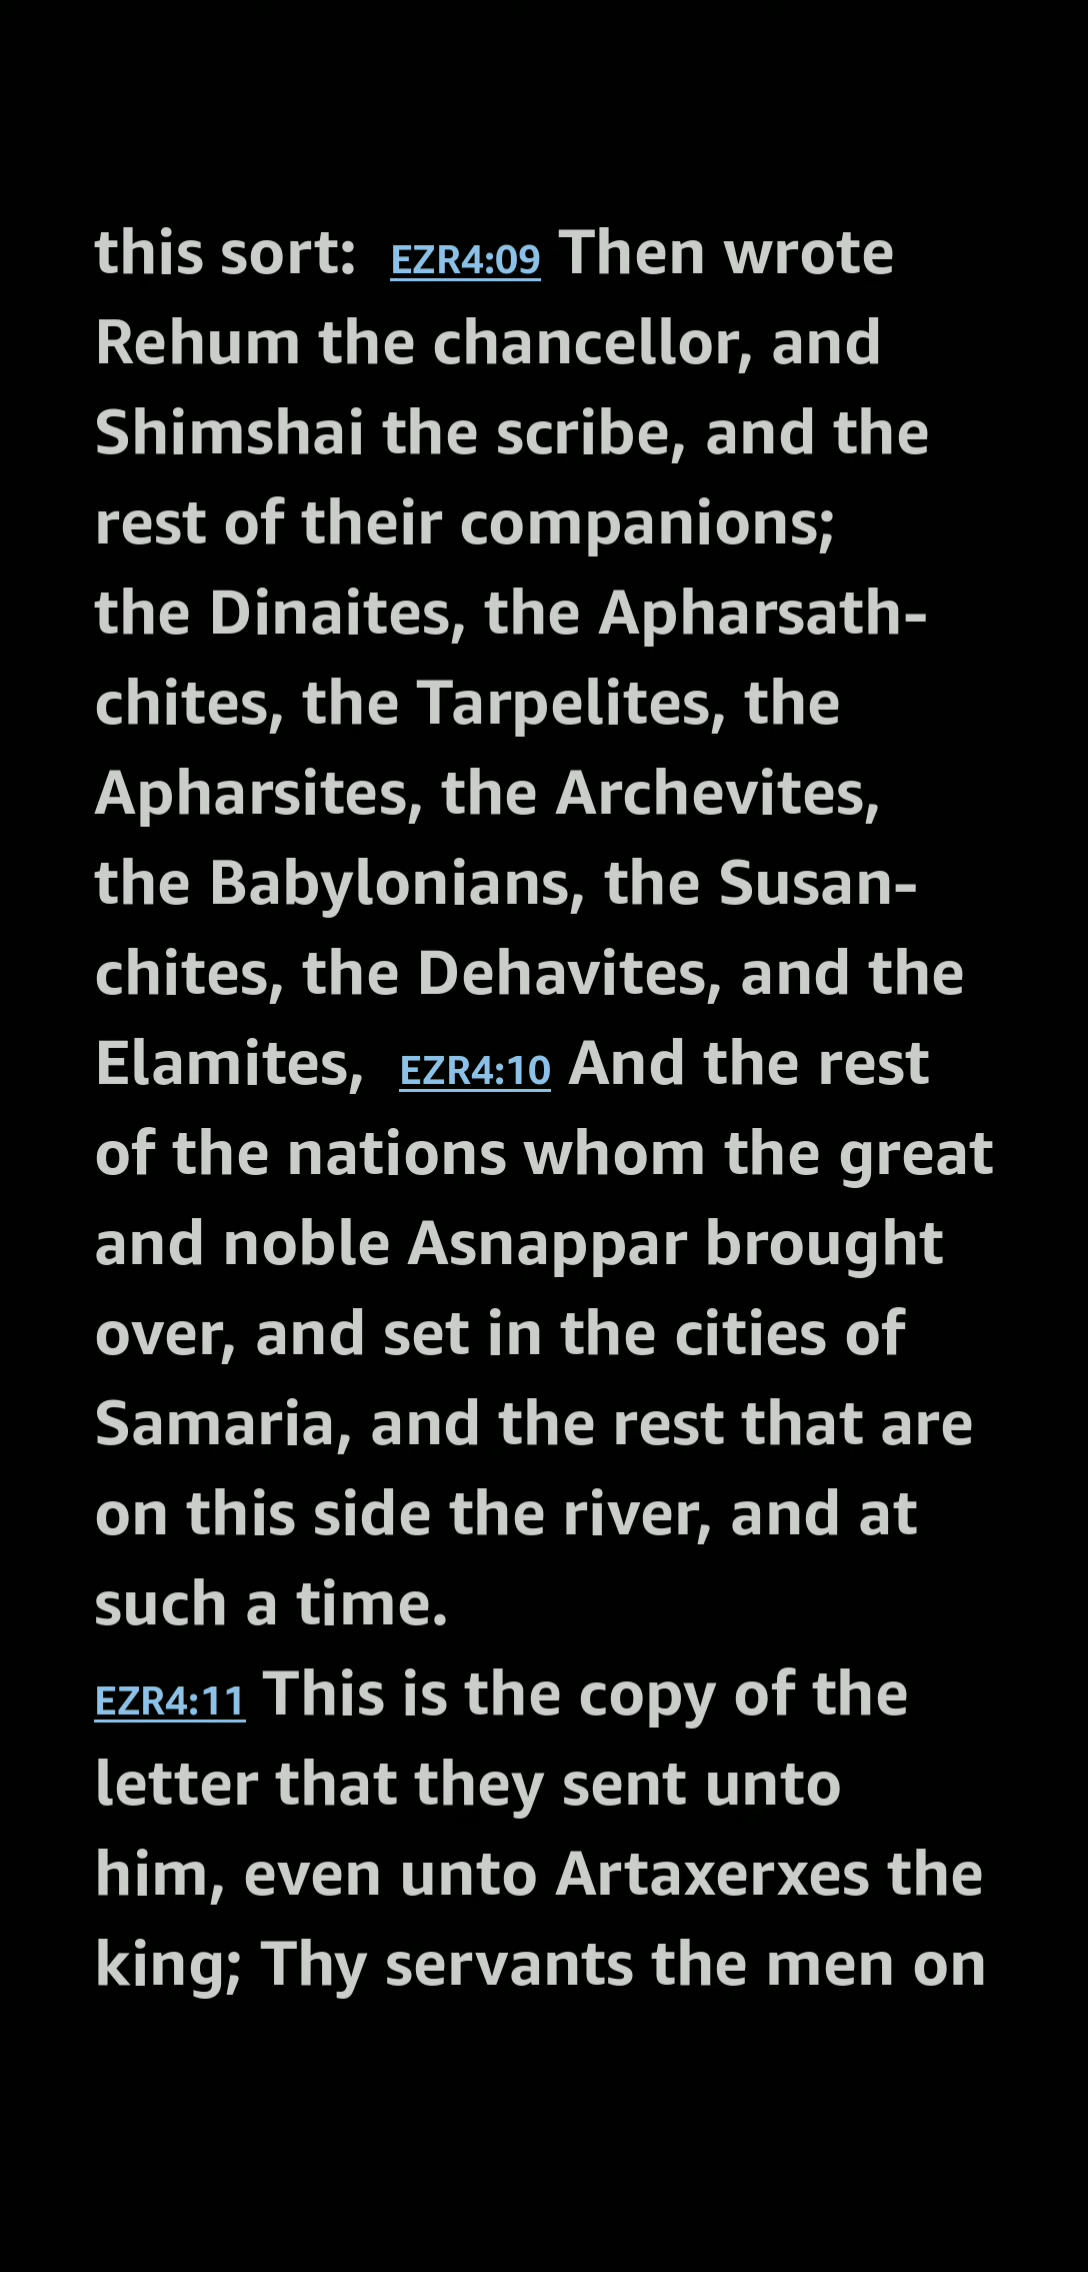 this sort:  EZR4:09 Then wrote
Rehum the chancellor, and
Shimshai the scribe, and the
rest of their companions;
the Dinaites, the Apharsath-
chites, the Tarpelites, the
Apharsites, the Archevites,
the Babylonians, the Susan-
chites, the Dehavites, and the
Elamites,  EZR4:10 And the rest
of the nations whom the great
and noble Asnappar brought
over, and set in the cities of
Samaria, and the rest that are
on this side the river, and at
such a time.
EZR4:11 This is the copy of the
letter that they sent unto
him, even unto Artaxerxes the
king; Thy servants the men on